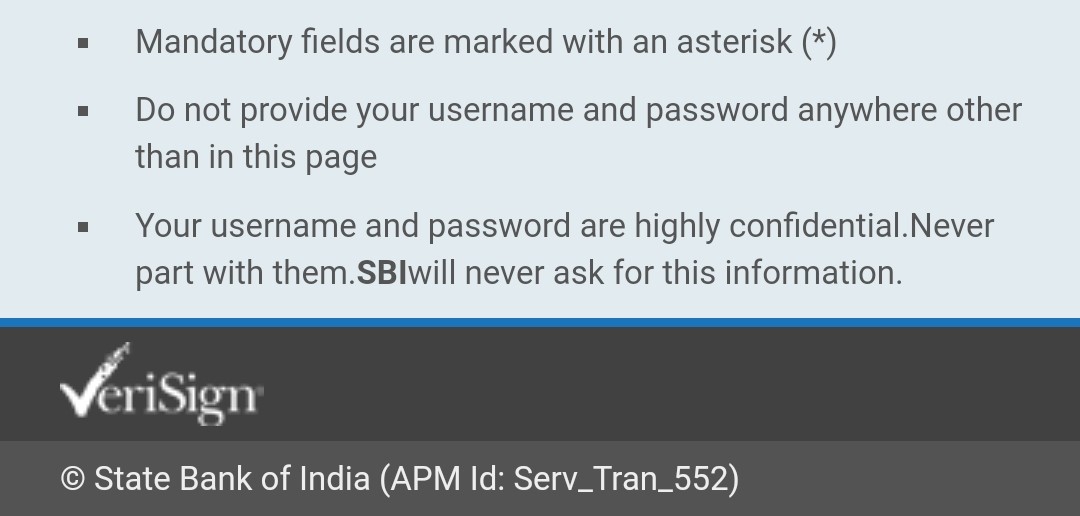 Mandatory fields are marked with an asterisk (*)
Do not provide your username and password anywhere other
than in this page
Your username and password are highly confidential.Never
part with them.SBIwill never ask for this information.
VeriSign
© State Bank of India (APM Id: Serv_Tran_552)